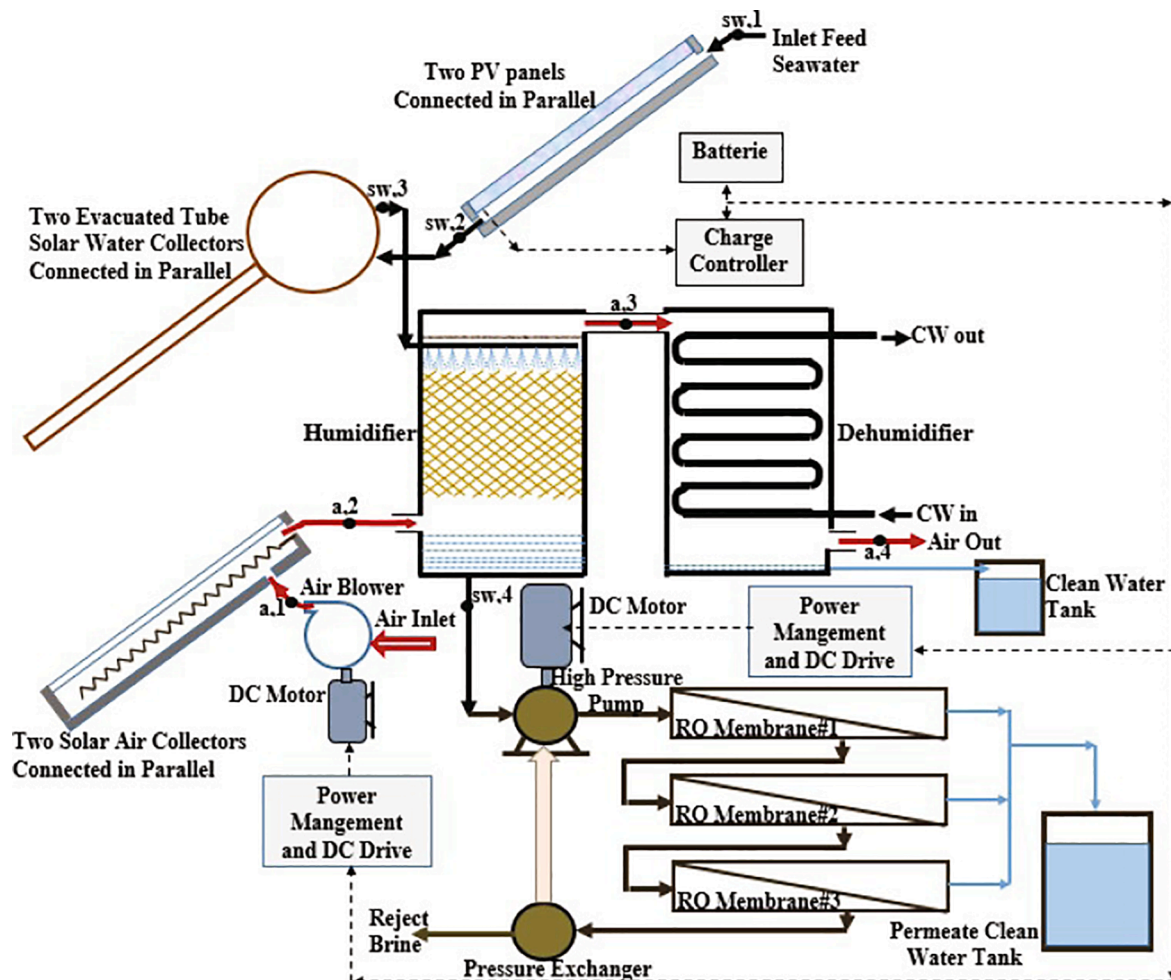 sw,1
Inlet Feed
Seawater
Two PV panels
Connected in Parallel
Batterie
sw,3
Two Evacuated Tube
Solar Water Collectors
Connected in Parallel
sw,2
Charge
Controller
a,3
CW out
Humidifier
Dehumidifier
a,2
CW in
a,4
Air Out
Air Blower
a,1
Air Inlet
sw,4
DC Motor
Power
Mangement
and DC Drive
Clean Water
Tank
DC Motor
High Pressure
Pump
Two Solar Air Collectors
Connected in Parallel
RO Membrane#1
Power
Mangement
and DC Drive
RO Membrane#2
RO Membrane#3
Reject
Brine
Pressure Exchanger
Permeate Clean
Water Tank